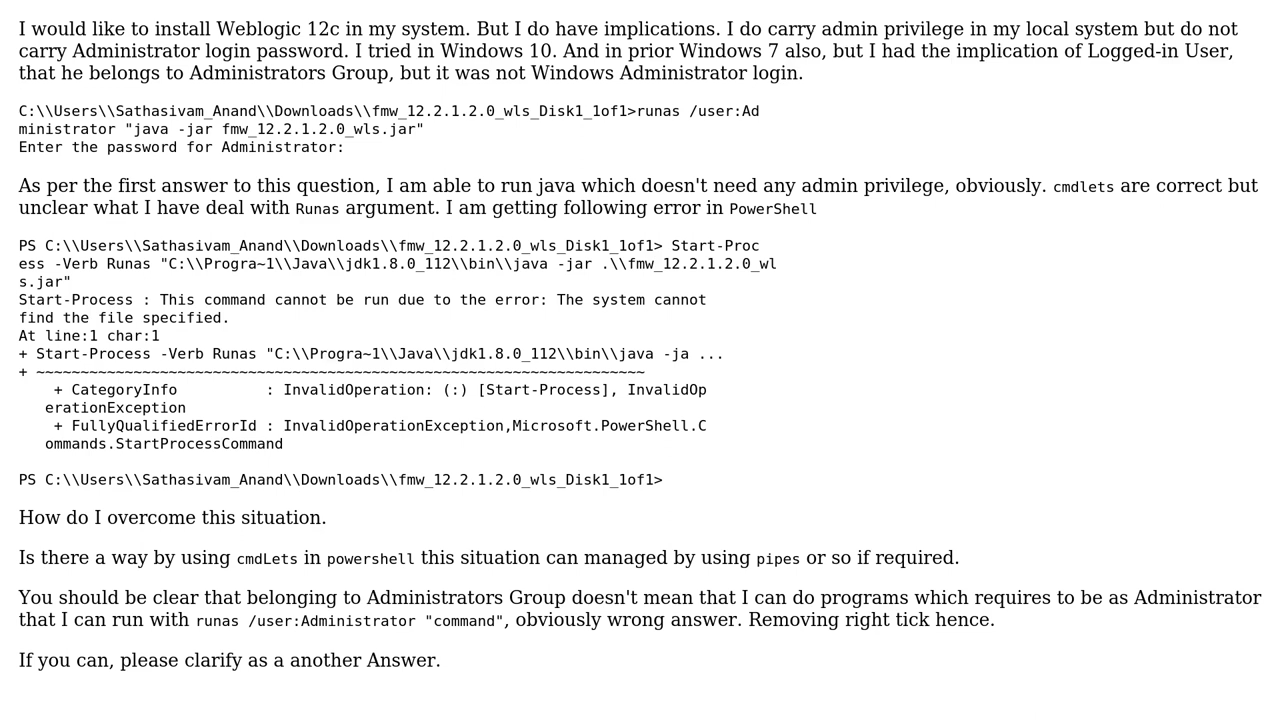 I would like to install Weblogic 12c in my system. But I do have implications. I do carry admin privilege in my local system but do not
carry Administrator login password. I tried in Windows 10. And in prior Windows 7 also, but I had the implication of Logged-in User,
that he belongs to Administrators Group, but it was not Windows Administrator login.
C:\\Users\\Sathasivam_Anand\\Downloads\\fmw_12.2.1.2.0_wls_Disk1_1of1>runas /user:Ad
ministrator "java -jar fmw_12.2.1.2.0_wls.jar"
Enter the password for Administrator:
As per the first answer to this question, I am able to run java which doesn't need any admin privilege, obviously. cmdlets are correct but
unclear what I have deal with Runas argument. I am getting following error in PowerShell
PS C:\\Users\\Sathasivam_Anand\\Downloads\\fmw_12.2.1.2.0_wls_Disk1_1of1> Start-Proc
ess -Verb Runas "C:\\Progra~1\\Java\\jdk1.8.0_112\\bin\\java -jar .\\fmw_12.2.1.2.0_wl
s.jar"
Start-Process : This command cannot be run due to the error: The system cannot
find the file specified.
At line:1 char:1
+ Start-Process -Verb Runas "C:\\Progra~1\\Java\\jdk1.8.0_112\\bin\\java -ja ...
+ ~~~~~~~~~~~~~~~~~~~~~~~~~~~~~~~~~~~~~~~~~~~~~~~~~~~~~~~~~~~~~~~~~~~~~
    + CategoryInfo          : InvalidOperation: (:) [Start-Process], InvalidOp
   erationException
    + FullyQualifiedErrorId : InvalidOperationException,Microsoft.PowerShell.C
   ommands.StartProcessCommand
PS C:\\Users\\Sathasivam_Anand\\Downloads\\fmw_12.2.1.2.0_wls_Disk1_1of1>
How do I overcome this situation.
Is there a way by using cmdLets in powershell this situation can managed by using pipes or so if required.
You should be clear that belonging to Administrators Group doesn't mean that I can do programs which requires to be as Administrator
that I can run with runas /user:Administrator "command", obviously wrong answer. Removing right tick hence.
If you can, please clarify as a another Answer.